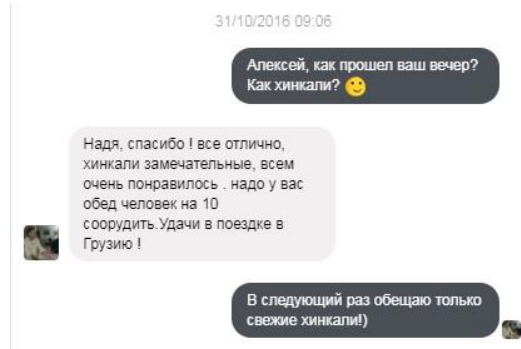 31/10/2016 09:06
Алексей, как прошел ваш вечер?
Как хинкали?
Надя, спасибо ! все отлично,
хинкали замечательные, всем
очень понравилось . надо у вас
обед человек на 10
соорудить.Удачи в поездке в
Грузию !
В следующий раз обещаю только
свежие хинкали!)